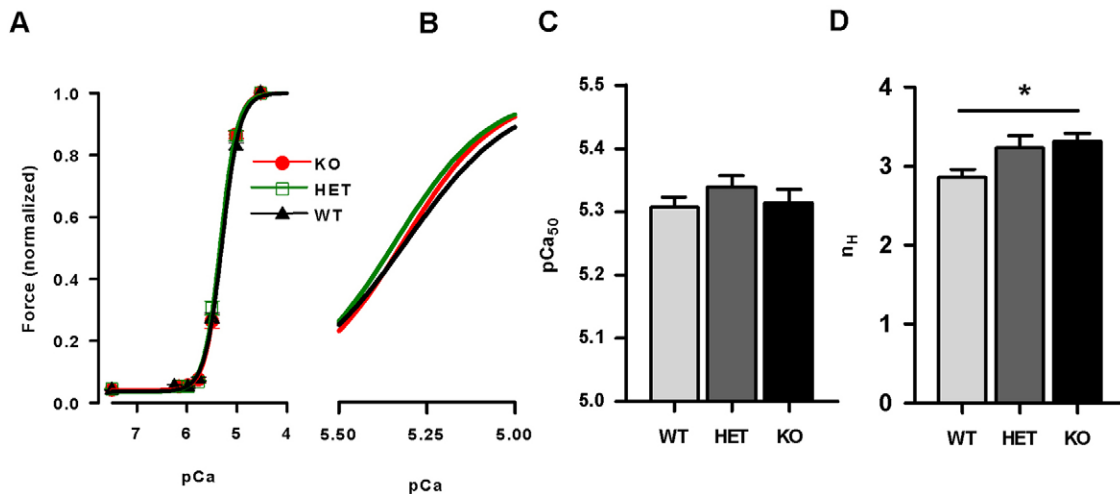 A B C D
Force (normalized)
1.0
0.8
0.6
0.4
0.2
0.0
7 6 5 4
pCa
KO
HET
WT
5.50 5.25 5.00
pCa
pCa50
5.5
5.4
5.3
5.2
5.1
5.0
WT HET KO
nH
4
3
2
1
0
*
WT HET KO